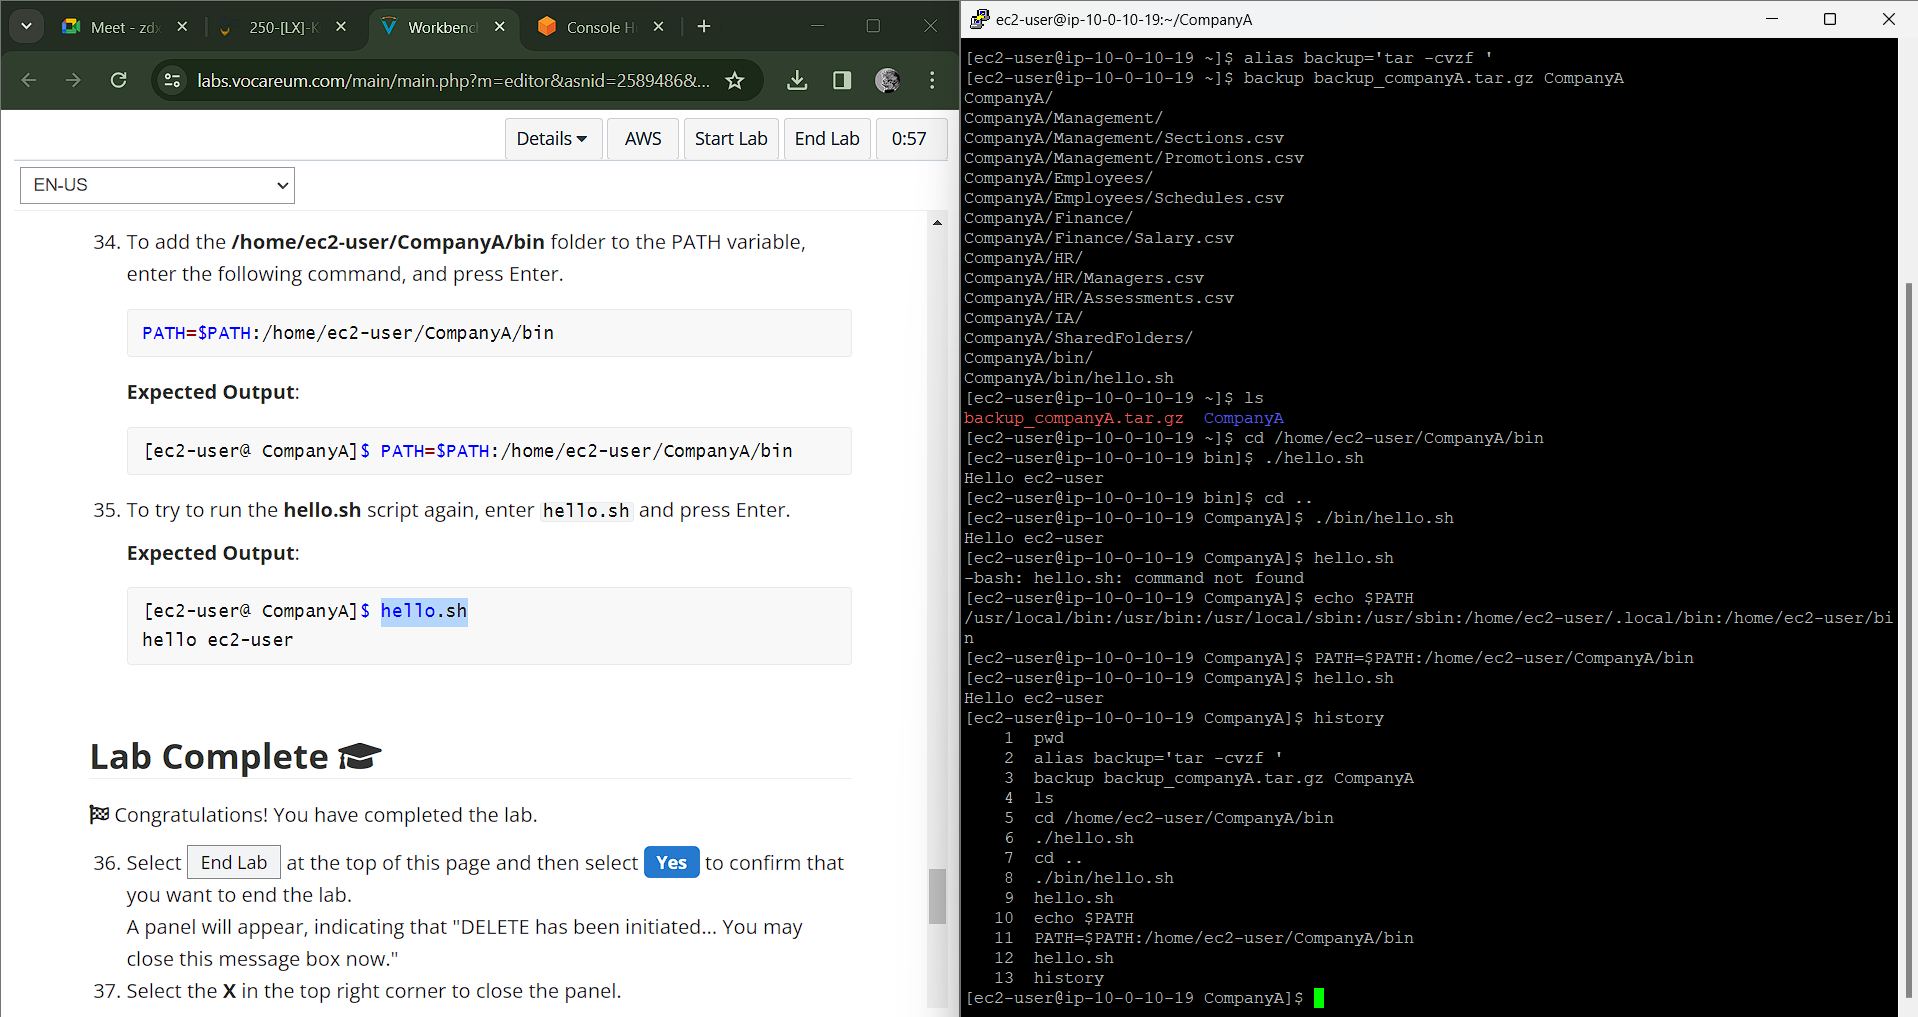 Meet - zdx
250-[LX]-K
Workbench
Console H
labs.vocareum.com/main/main.php?m=editor&asnid=2589486&...
Details
AWS
Start Lab
End Lab
0:57
EN-US
34. To add the /home/ec2-user/CompanyA/bin folder to the PATH variable,
enter the following command, and press Enter.
PATH=$PATH:/home/ec2-user/CompanyA/bin
Expected Output:
[ec2-user@ CompanyA]$ PATH=$PATH:/home/ec2-user/CompanyA/bin
35. To try to run the hello.sh script again, enter hello.sh and press Enter.
Expected Output:
[ec2-user@ CompanyA]$ hello.sh
hello ec2-user
Lab Complete
Congratulations! You have completed the lab.
36. Select End Lab at the top of this page and then select Yes to confirm that
you want to end the lab.
A panel will appear, indicating that "DELETE has been initiated... You may
close this message box now."
37. Select the X in the top right corner to close the panel.
ec2-user@ip-10-0-10-19:~/CompanyA
[ec2-user@ip-10-0-10-19 ~]$ alias backup='tar -cvzf '
[ec2-user@ip-10-0-10-19 ~]$ backup backup_companyA.tar.gz CompanyA
CompanyA/
CompanyA/Management/
CompanyA/Management/Sections.csv
CompanyA/Management/Promotions.csv
CompanyA/Employees/
CompanyA/Employees/Schedules.csv
CompanyA/Finance/
CompanyA/Finance/Salary.csv
CompanyA/HR/
CompanyA/HR/Managers.csv
CompanyA/HR/Assessments.csv
CompanyA/IA/
CompanyA/SharedFolders/
CompanyA/bin/
CompanyA/bin/hello.sh
[ec2-user@ip-10-0-10-19 ~]$ ls
backup_companyA.tar.gz  CompanyA
[ec2-user@ip-10-0-10-19 ~]$ cd /home/ec2-user/CompanyA/bin
[ec2-user@ip-10-0-10-19 bin]$ ./hello.sh
Hello ec2-user
[ec2-user@ip-10-0-10-19 bin]$ cd ..
[ec2-user@ip-10-0-10-19 CompanyA]$ ./bin/hello.sh
Hello ec2-user
[ec2-user@ip-10-0-10-19 CompanyA]$ hello.sh
-bash: hello.sh: command not found
[ec2-user@ip-10-0-10-19 CompanyA]$ echo $PATH
/usr/local/bin:/usr/bin:/usr/local/sbin:/usr/sbin:/home/ec2-user/.local/bin:/home/ec2-user/bi
n
[ec2-user@ip-10-0-10-19 CompanyA]$ PATH=$PATH:/home/ec2-user/CompanyA/bin
[ec2-user@ip-10-0-10-19 CompanyA]$ hello.sh
Hello ec2-user
[ec2-user@ip-10-0-10-19 CompanyA]$ history
1  pwd
2  alias backup='tar -cvzf '
3  backup backup_companyA.tar.gz CompanyA
4  ls
5  cd /home/ec2-user/CompanyA/bin
6  ./hello.sh
7  cd ..
8  ./bin/hello.sh
9  hello.sh
10  echo $PATH
11  PATH=$PATH:/home/ec2-user/CompanyA/bin
12  hello.sh
13  history
[ec2-user@ip-10-0-10-19 CompanyA]$